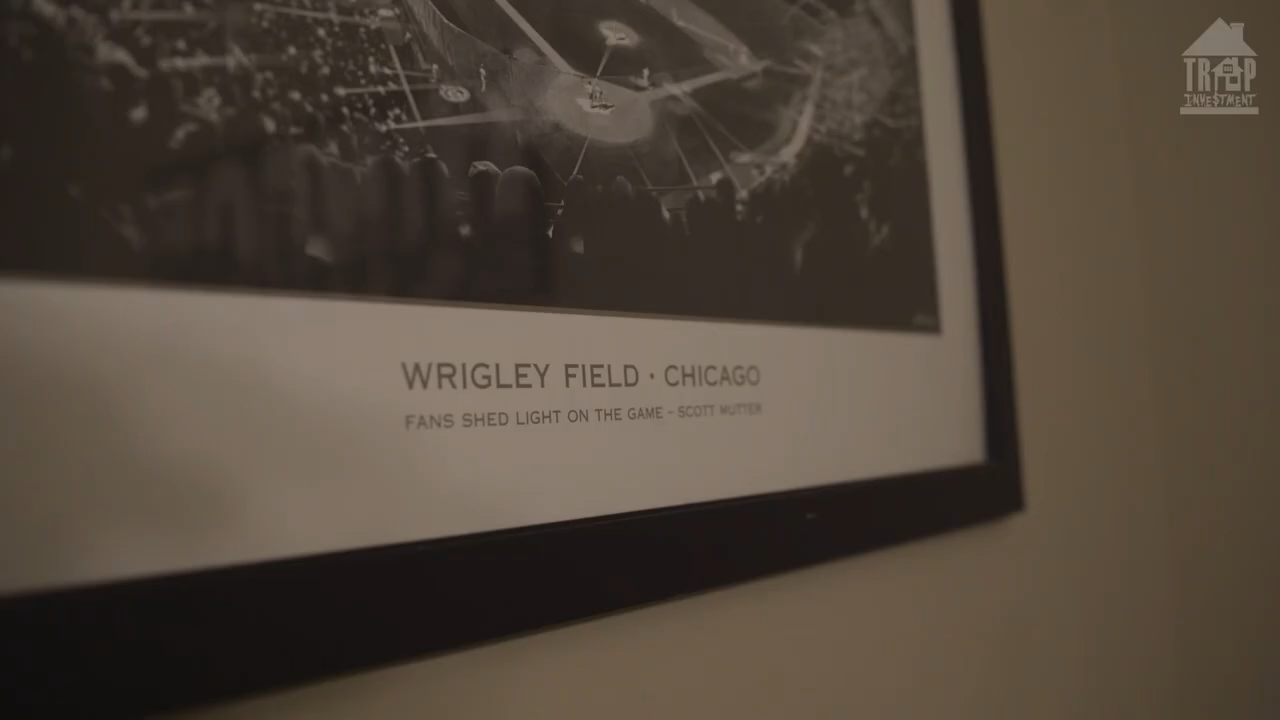 TRAP
INVESTMENT
WRIGLEY FIELD · CHICAGO
FANS SHED LIGHT ON THE GAME - SCOTT MUTTER